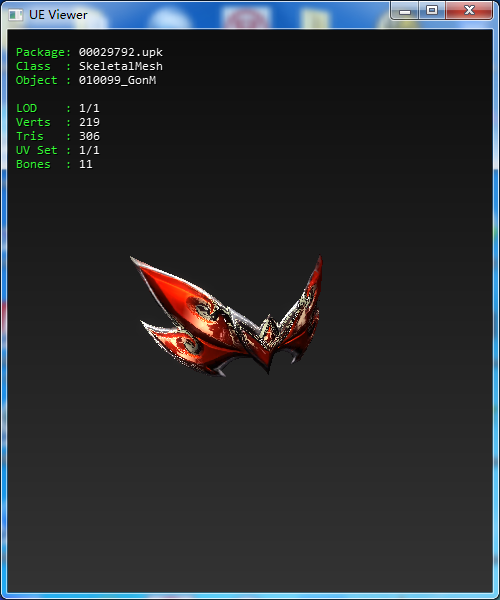 UE Viewer
Package: 00029792.upk
Class : SkeletalMesh
Object : 010099_GonM
LOD : 1/1
Verts : 219
Tris : 306
UV Set : 1/1
Bones : 11